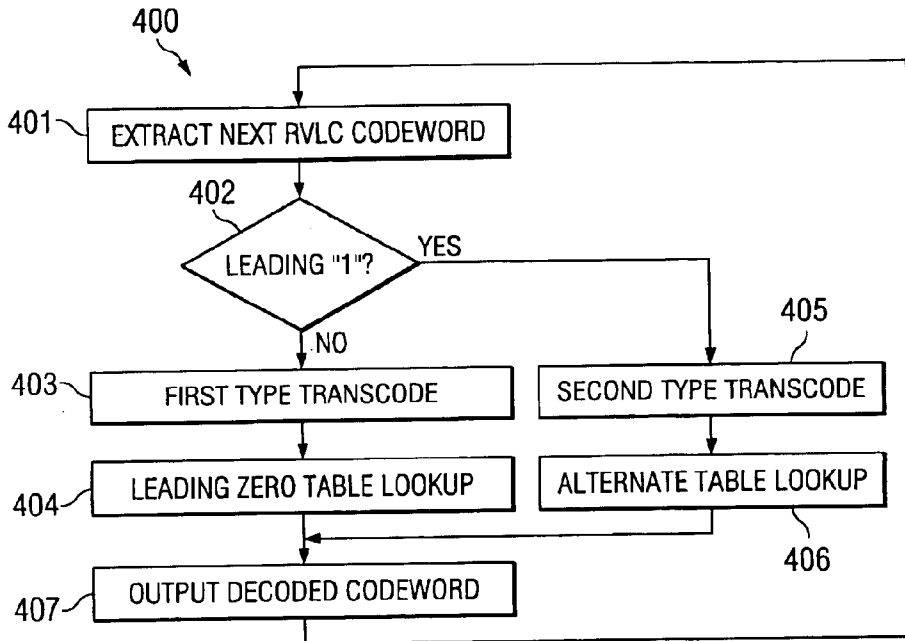 400
401
EXTRACT NEXT RVLC CODEWORD
402
LEADING "1"?
YES
NO
405
403
FIRST TYPE TRANSCODE
SECOND TYPE TRANSCODE
404
LEADING ZERO TABLE LOOKUP
ALTERNATE TABLE LOOKUP
406
407
OUTPUT DECODED CODEWORD